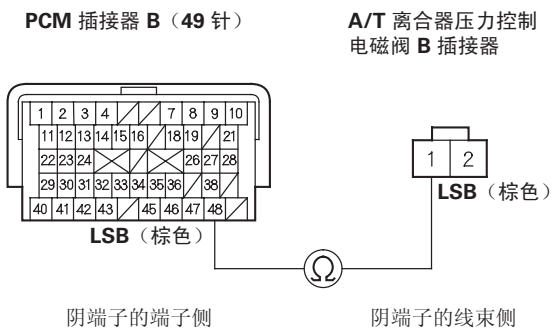 PCM 插接器 B（49 针）
A/T 离合器压力控制
电磁阀 B 插接器
1 2 3 4 7 8 9 10
11 12 13 14 15 16 18 19 21
22 23 24 26 27 28
29 30 31 32 33 34 35 36 38
40 41 42 43 45 46 47 48
1 2
LSB（棕色）
LSB（棕色）
Ω
阴端子的端子侧
阴端子的线束侧